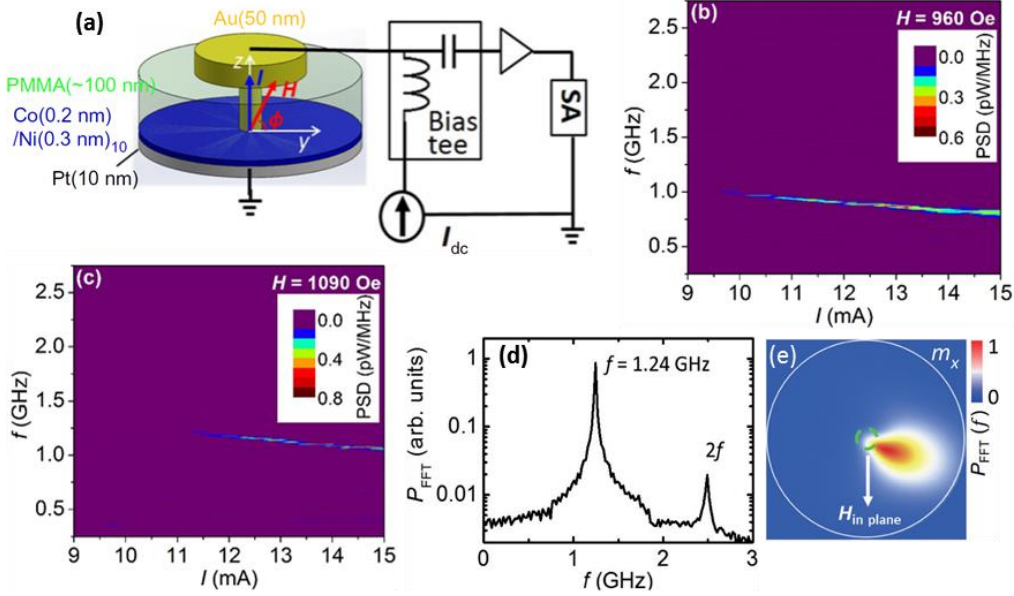 (a)
Au(50 nm)
PMMA(~100 nm)
Co(0.2 nm)
/Ni(0.3 nm)10
Pt(10 nm)
z
I
H
ϕ
y
Bias
tee
SA
Idc
(b)
H = 960 Oe
PSD (pW/MHz)
0.0
0.3
0.6
f (GHz)
2.5
2.0
1.5
1.0
0.5
9 10 11 12 13 14 15
I (mA)
(c)
H = 1090 Oe
PSD (pW/MHz)
0.0
0.4
0.8
f (GHz)
2.5
2.0
1.5
1.0
0.5
9 10 11 12 13 14 15
I (mA)
(d)
f = 1.24 GHz
2f
PFFT (arb. units)
1
0.1
0.01
0 1 2 3
f (GHz)
(e)
mx
1
0
PFFT (f)
Hin plane